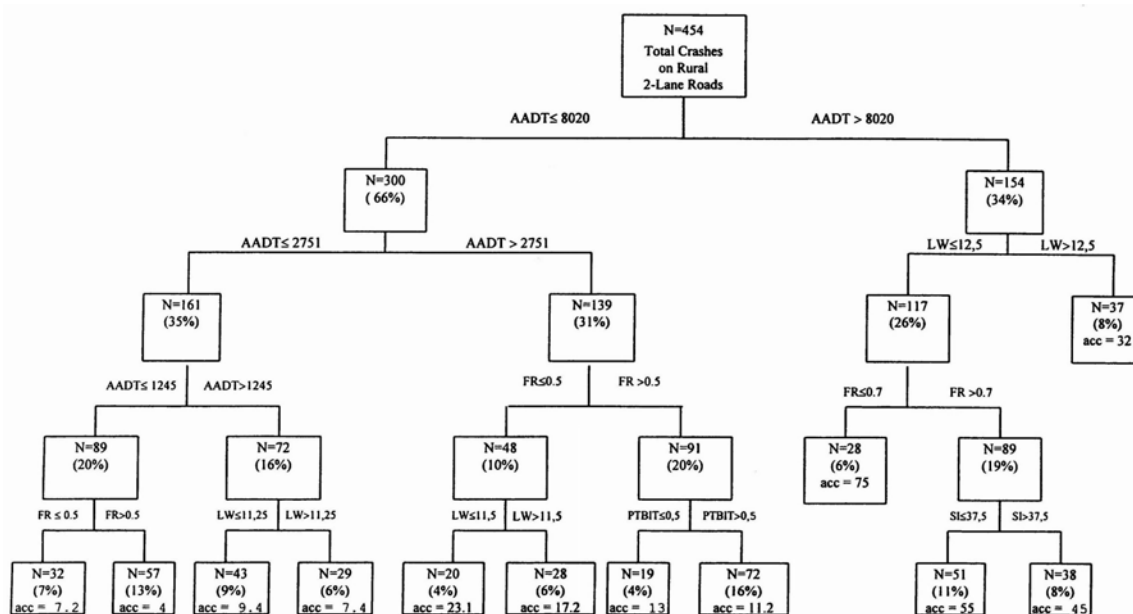 N=454
Total Crashes
on Rural
2-Lane Roads
AADT≤ 8020
AADT > 8020
N=300
( 66%)
N=154
(34%)
AADT≤ 2751
AADT > 2751
LW≤12,5
LW>12,5
N=161
(35%)
N=139
(31%)
N=117
(26%)
N=37
(8%)
acc = 32
AADT≤ 1245
AADT>1245
FR≤0.5
FR >0.5
FR≤0.7
FR >0.7
N=89
(20%)
N=72
(16%)
N=48
(10%)
N=91
(20%)
N=28
(6%)
acc = 75
N=89
(19%)
FR ≤ 0.5
FR>0.5
LW≤11,25
LW>11,25
LW≤11,5
LW>11,5
PTBIT≤0,5
PTBIT>0,5
SI≤37,5
SI>37,5
N=32
(7%)
acc = 7.2
N=57
(13%)
acc = 4
N=43
(9%)
acc = 9.4
N=29
(6%)
acc = 7.4
N=20
(4%)
acc = 23.1
N=28
(6%)
acc = 17.2
N=19
(4%)
acc = 13
N=72
(16%)
acc = 11.2
N=51
(11%)
acc = 55
N=38
(8%)
acc = 45